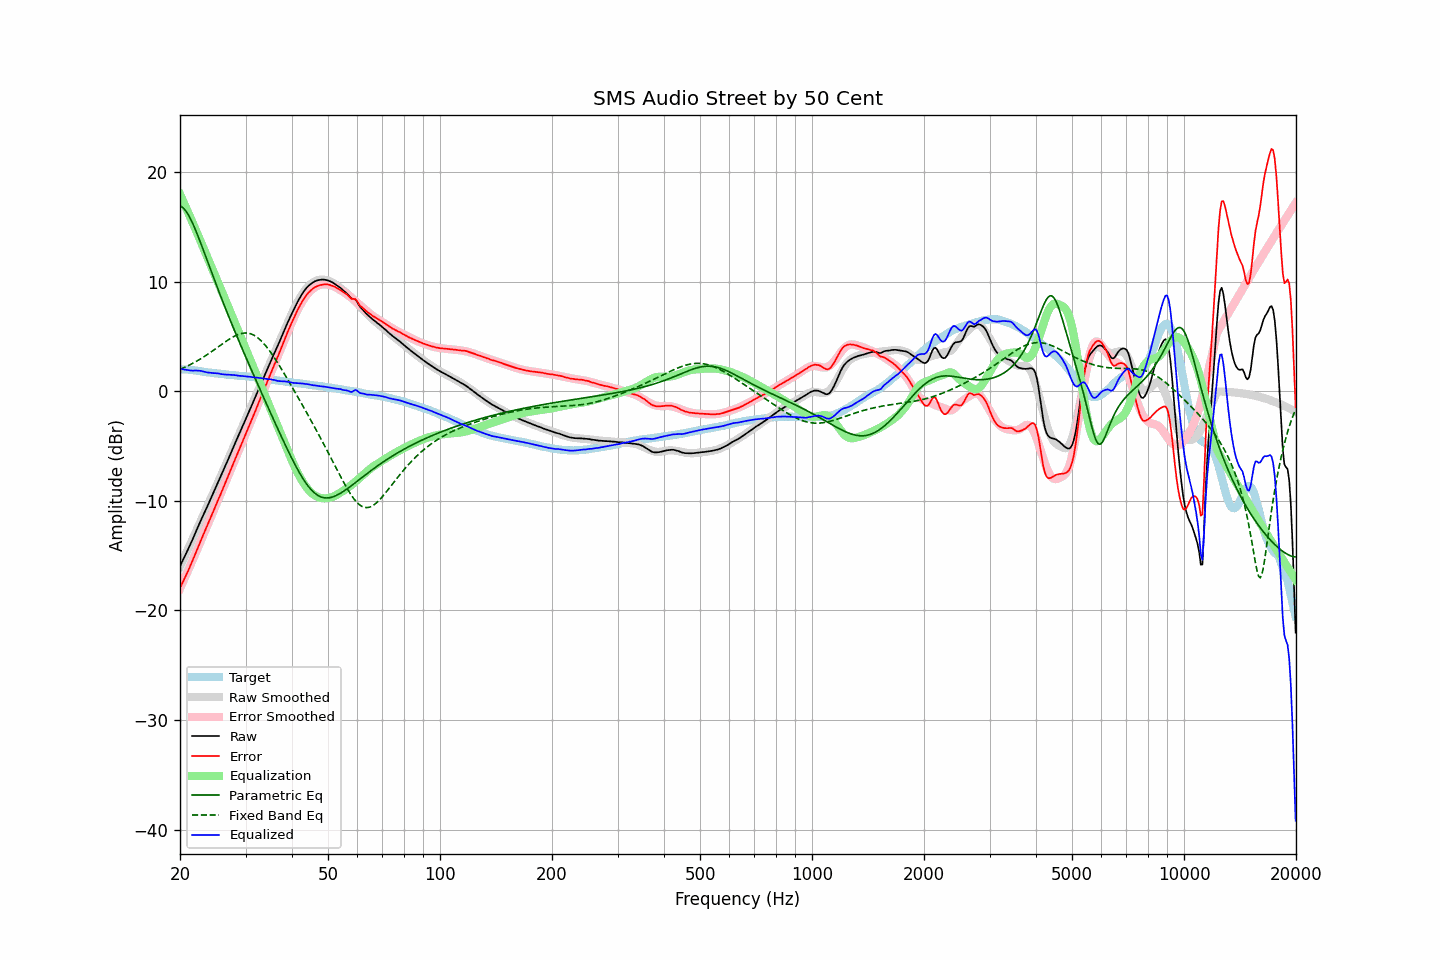 SMS Audio Street by 50 Cent
Amplitude (dBr)
20
10
0
−10
−20
−30
−40
Target
Raw Smoothed
Error Smoothed
Raw
Error
Equalization
Parametric Eq
Fixed Band Eq
Equalized
20 50 100 200 500 1000 2000 5000 10000 20000
Frequency (Hz)